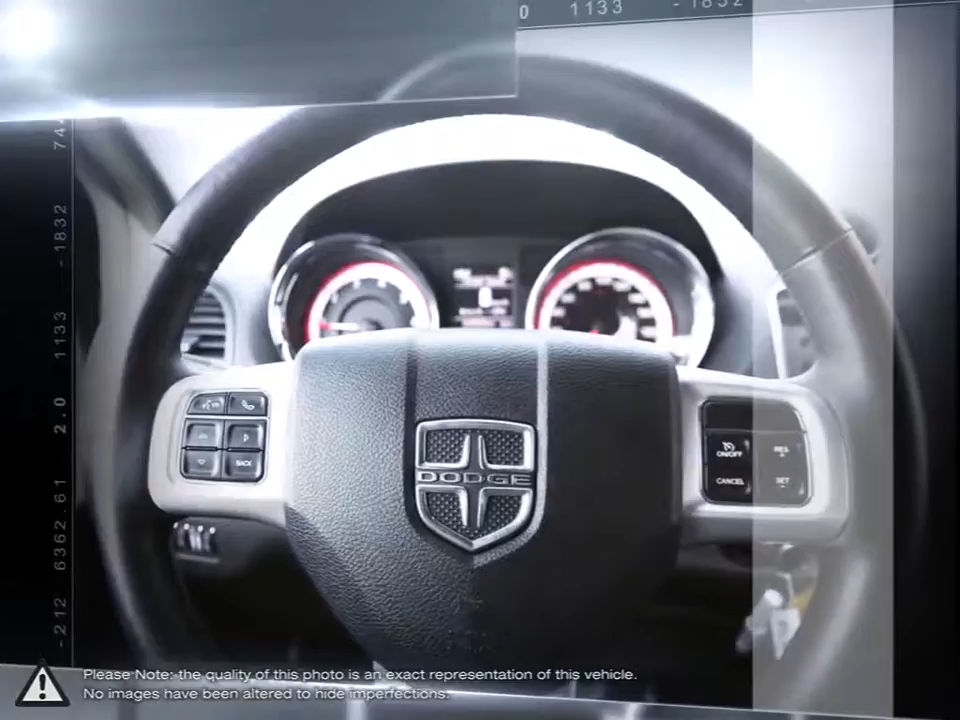 0 1133 -1832
74
-1832
1133
2.0
6362.61
-212
BACK
DODGE
ON/OFF
CANCEL
RES
+
SET
-
Please Note: the quality of this photo is an exact representation of this vehicle.
No images have been altered to hide imperfections.